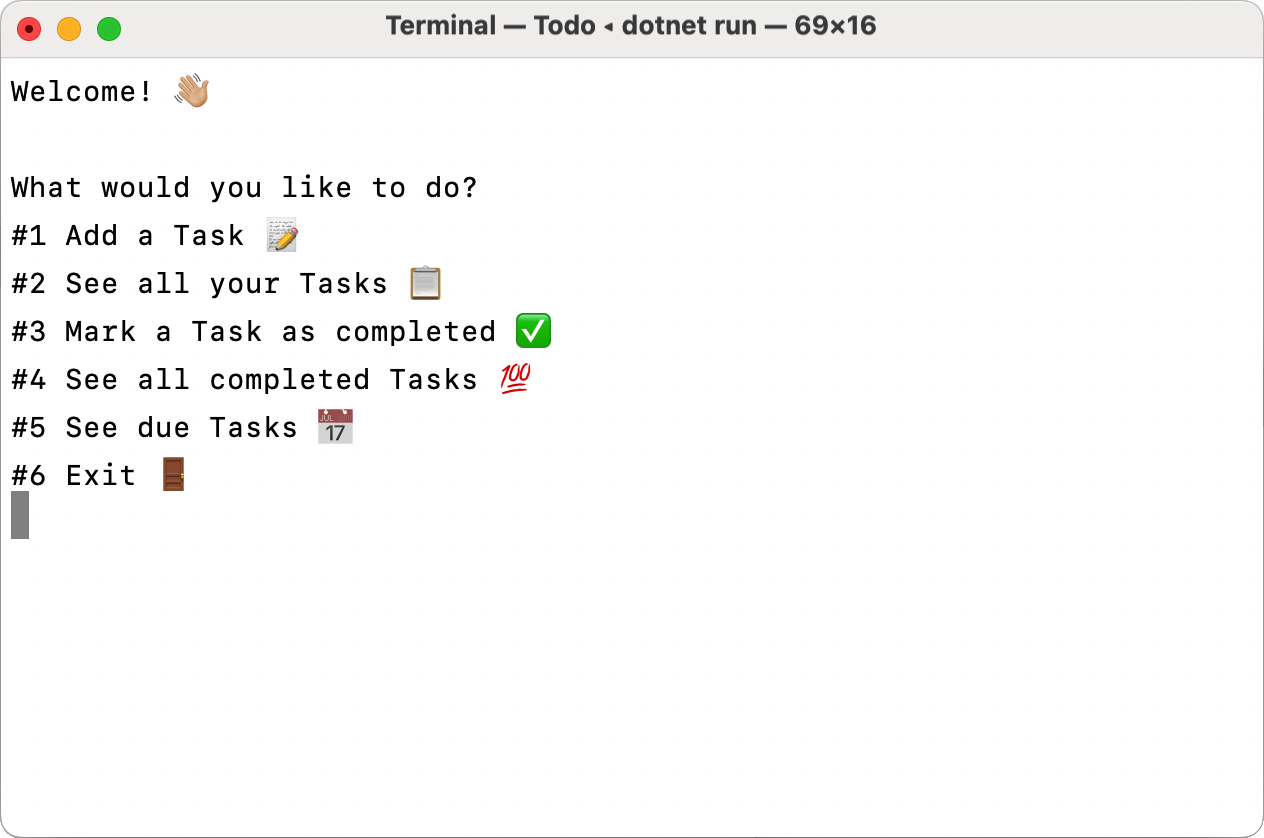 Terminal — Todo ◂ dotnet run — 69×16
Welcome! 👋🏼
What would you like to do?
#1 Add a Task 📝
#2 See all your Tasks 📋
#3 Mark a Task as completed ✅
#4 See all completed Tasks 💯
#5 See due Tasks 📅
#6 Exit 🚪